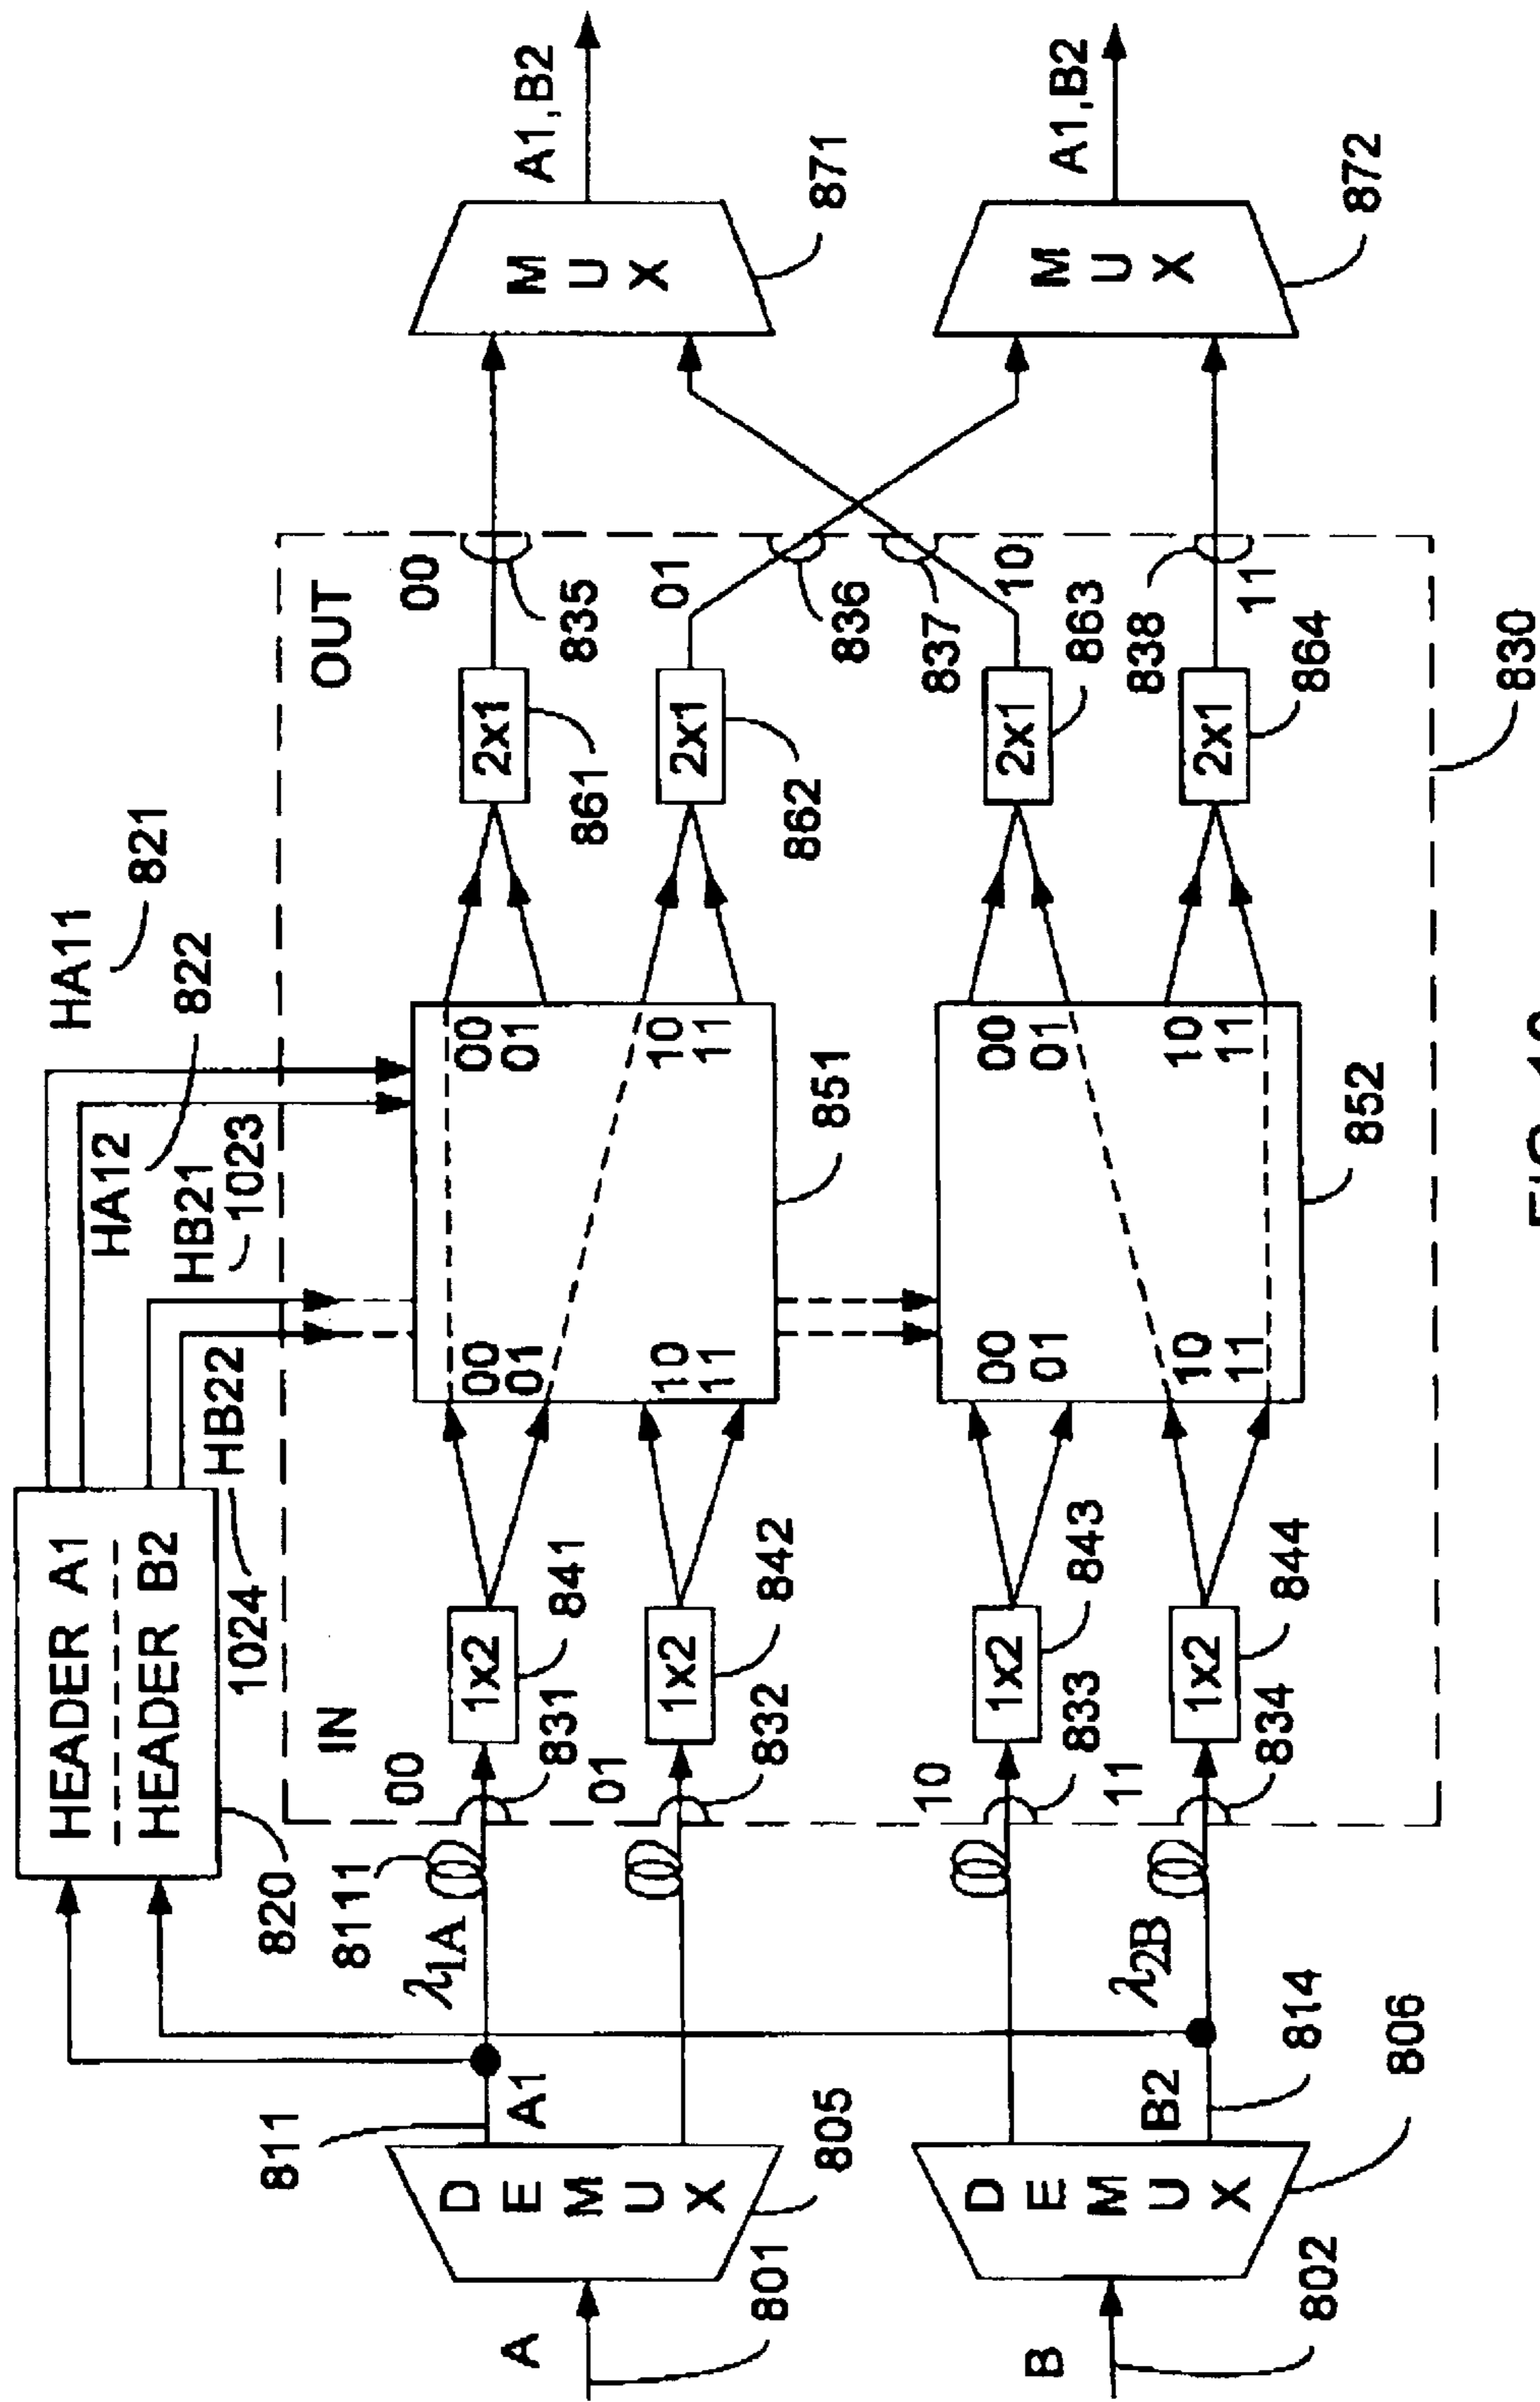 HEADER A1
HEADER B2
820
HA11
821
HA12
822
HB21
1023
HB22
1024
IN
OUT
811
A1
λ1A
8111
00
831
1x2
841
00
01
10
11
00
01
10
11
851
2x1
861
00
835
MUX
871
A1,B2
A
801
DEMUX
805
01
832
1x2
842
2x1
862
01
836
837
10
833
1x2
843
00
01
10
11
00
01
10
11
852
2x1
863
10
MUX
872
A1,B2
B
802
DEMUX
806
B2
814
λ2B
11
834
1x2
844
2x1
864
838
11
830